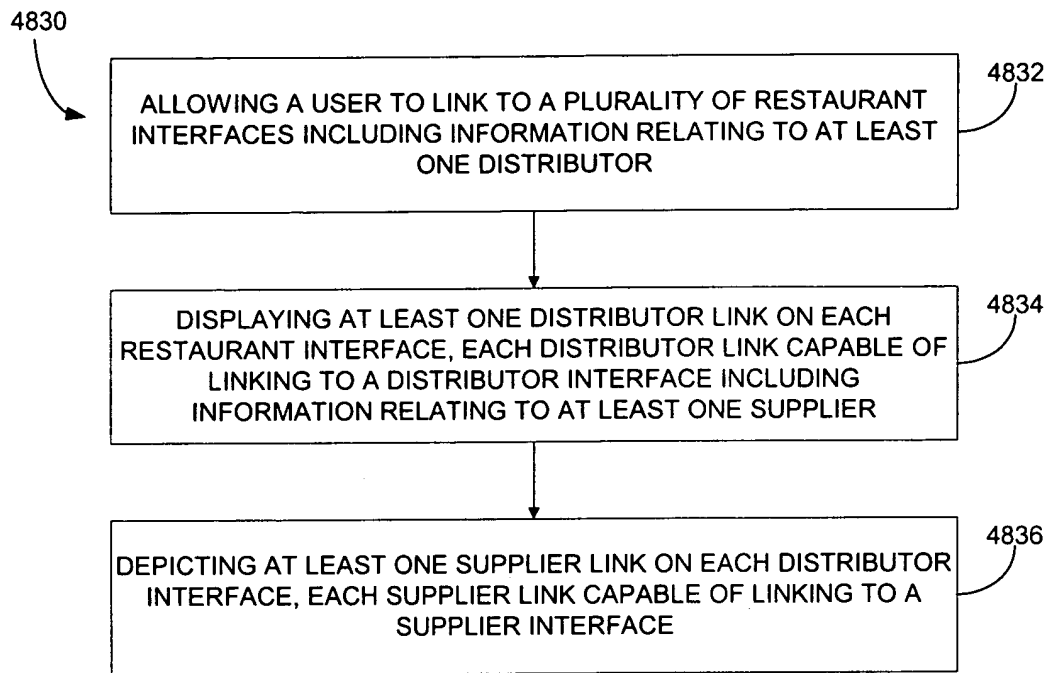 4830
4832
ALLOWING A USER TO LINK TO A PLURALITY OF RESTAURANT
INTERFACES INCLUDING INFORMATION RELATING TO AT LEAST
ONE DISTRIBUTOR
4834
DISPLAYING AT LEAST ONE DISTRIBUTOR LINK ON EACH
RESTAURANT INTERFACE, EACH DISTRIBUTOR LINK CAPABLE OF
LINKING TO A DISTRIBUTOR INTERFACE INCLUDING
INFORMATION RELATING TO AT LEAST ONE SUPPLIER
4836
DEPICTING AT LEAST ONE SUPPLIER LINK ON EACH DISTRIBUTOR
INTERFACE, EACH SUPPLIER LINK CAPABLE OF LINKING TO A
SUPPLIER INTERFACE